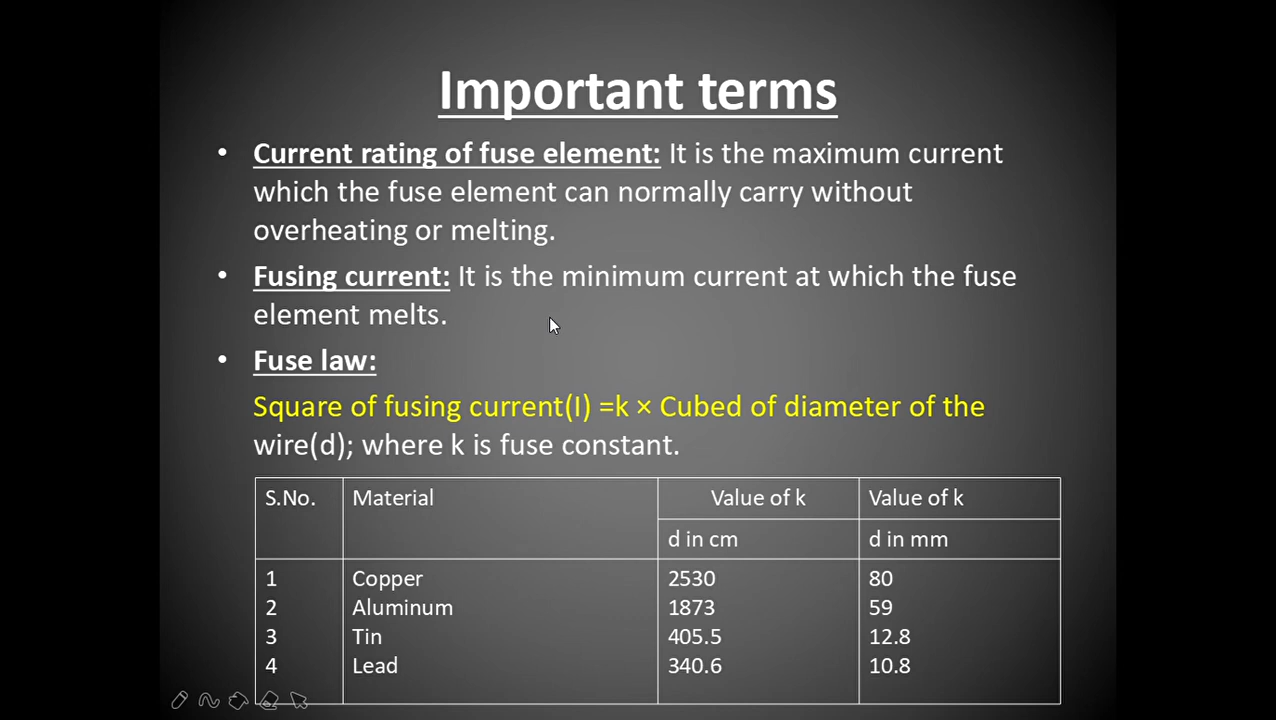 Important terms
• Current rating of fuse element: It is the maximum current
which the fuse element can normally carry without
overheating or melting.
• Fusing current: It is the minimum current at which the fuse
element melts.
• Fuse law:
Square of fusing current(I) =k × Cubed of diameter of the
wire(d); where k is fuse constant.
S.No. Material Value of k Value of k
d in cm d in mm
1 Copper 2530 80
2 Aluminum 1873 59
3 Tin 405.5 12.8
4 Lead 340.6 10.8